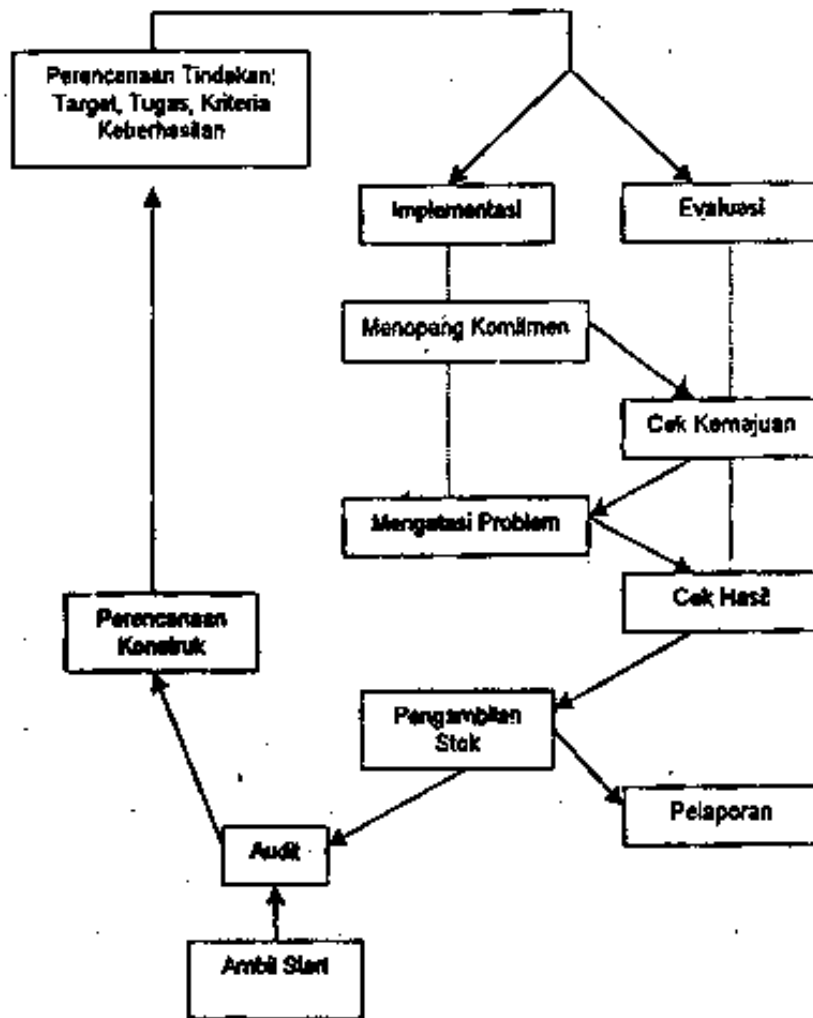 Perencanaan Tindakan:
Target, Tugas, Kriteria
Keberhasilan
Implementasi
Evaluasi
Menopang Komitmen
Cek Kemajuan
Mengatasi Problem
Cek Hasil
Perencanaan
Konstruk
Pengambilan
Stok
Pelaporan
Audit
Ambil Start